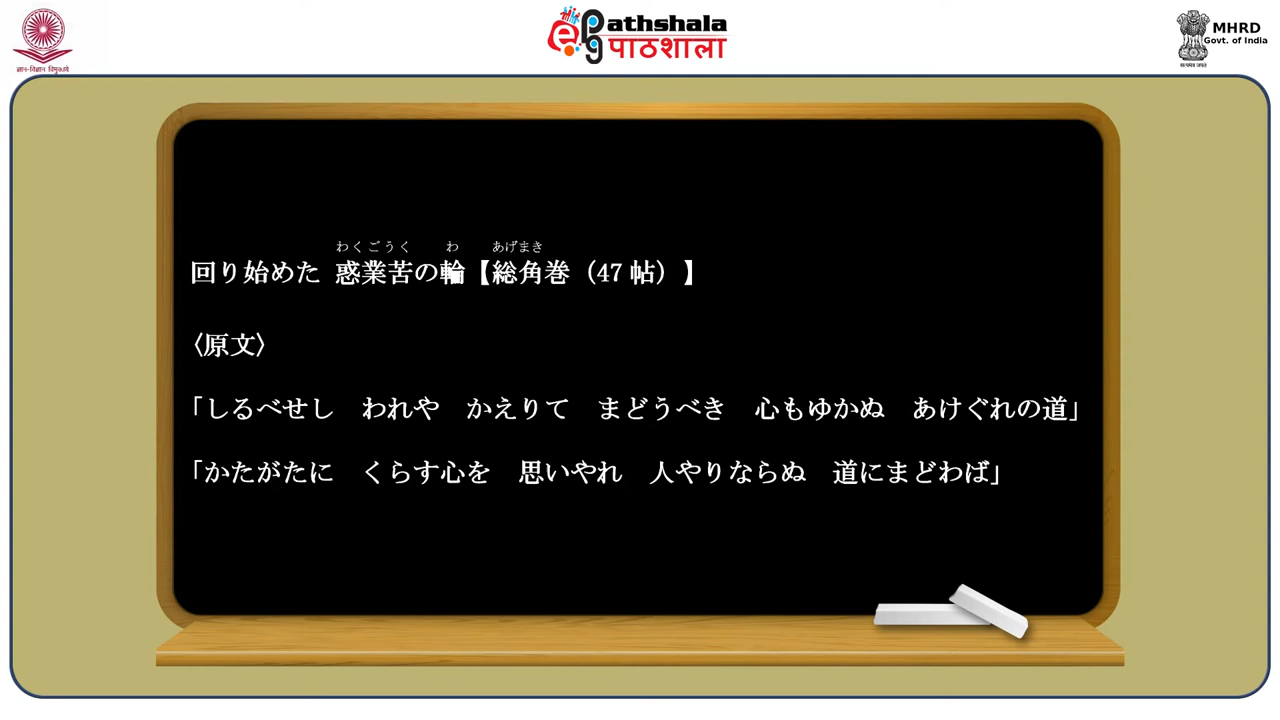 ज्ञान-विज्ञान विमुक्तये
Pathshala
पाठशाला
MHRD
Govt. of India
सत्यमेव जयते
わくごうく わ あげまき
回り始めた 惑業苦の輪【総角巻（47 帖）】
〈原文〉
「しるべせし　われや　かえりて　まどうべき　心もゆかぬ　あけぐれの道」
「かたがたに　くらす心を　思いやれ　人やりならぬ　道にまどわば」